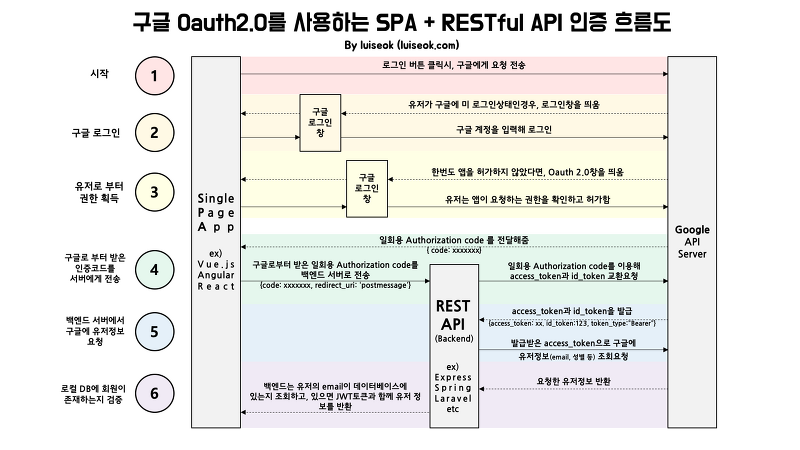 구글 Oauth2.0를 사용하는 SPA + RESTful API 인증 흐름도
By luiseok (luiseok.com)
시작
1
로그인 버튼 클릭시, 구글에게 요청 전송
구글 로그인
2
구글
로그인
창
유저가 구글에 미 로그인상태인경우, 로그인창을 띄움
구글 계정을 입력해 로그인
유저로 부터
권한 획득
3
구글
로그인
창
한번도 앱을 허가하지 않았다면, Oauth 2.0창을 띄움
유저는 앱이 요청하는 권한을 확인하고 허가함
Single
Page
App
ex)
Vue.js
Angular
React
Google
API
Server
구글로 부터 받은
인증코드를
서버에게 전송
4
일회용 Authorization code 를 전달해줌
{ code: xxxxxxx}
구글로부터 받은 일회용 Authorization code를
백엔드 서버로 전송
{code: xxxxxxx, redirect_uri: 'postmessage'}
일회용 Authorization code를 이용해
access_token과 id_token 교환요청
REST
API
(Backend)
ex)
Express
Spring
Laravel
etc
백엔드 서버에서
구글에 유저정보
요청
5
access_token과 id_token을 발급
{access_token: xx, id_token:123, token_type:"Bearer"}
발급받은 access_token으로 구글에
유저정보(email, 성별 등) 조회요청
로컬 DB에 회원이
존재하는지 검증
6
요청한 유저정보 반환
백엔드는 유저의 email이 데이터베이스에
있는지 조회하고, 있으면 JWT토큰과 함께 유저 정
보를 반환